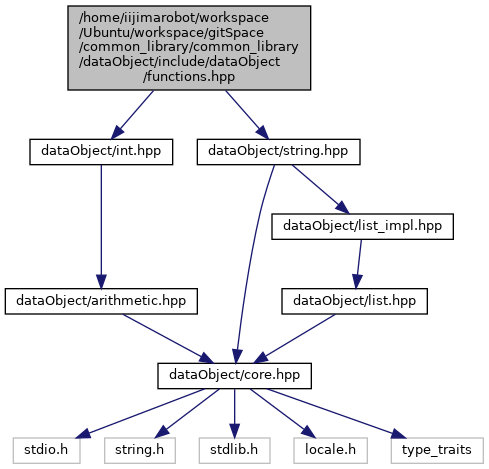 /home/iijimarobot/workspace
/Ubuntu/workspace/gitSpace
/common_library/common_library
/dataObject/include/dataObject
/functions.hpp
dataObject/int.hpp
dataObject/string.hpp
dataObject/list_impl.hpp
dataObject/arithmetic.hpp
dataObject/list.hpp
dataObject/core.hpp
stdio.h
string.h
stdlib.h
locale.h
type_traits